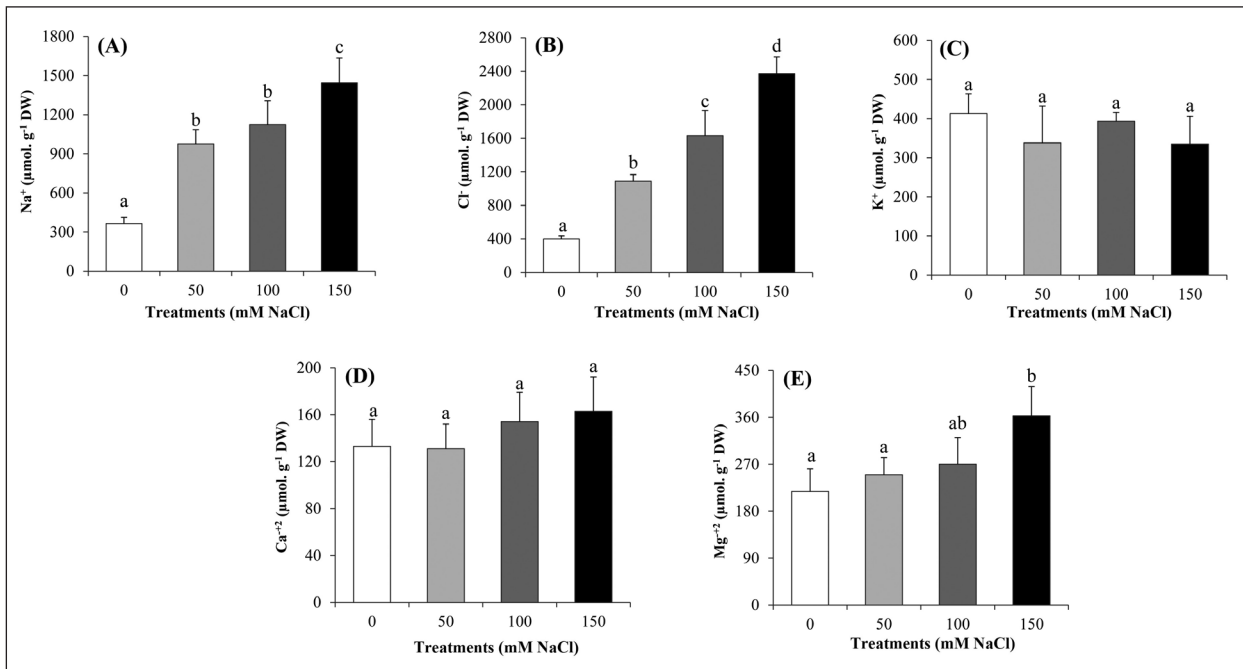 (A)
Na⁺ (µmol. g⁻¹ DW)
1800
1500
1200
900
600
300
0
a
b
b
c
0 50 100 150
Treatments (mM NaCl)
(B)
Cl⁻ (µmol. g⁻¹ DW)
2800
2400
2000
1600
1200
800
400
0
a
b
c
d
0 50 100 150
Treatments (mM NaCl)
(C)
K⁺ (µmol. g⁻¹ DW)
600
500
400
300
200
100
0
a
a
a
a
0 50 100 150
Treatments (mM NaCl)
(D)
Ca⁺² (µmol. g⁻¹ DW)
200
160
120
80
40
0
a
a
a
a
0 50 100 150
Treatments (mM NaCl)
(E)
Mg⁺² (µmol. g⁻¹ DW)
450
360
270
180
90
0
a
a
ab
b
0 50 100 150
Treatments (mM NaCl)